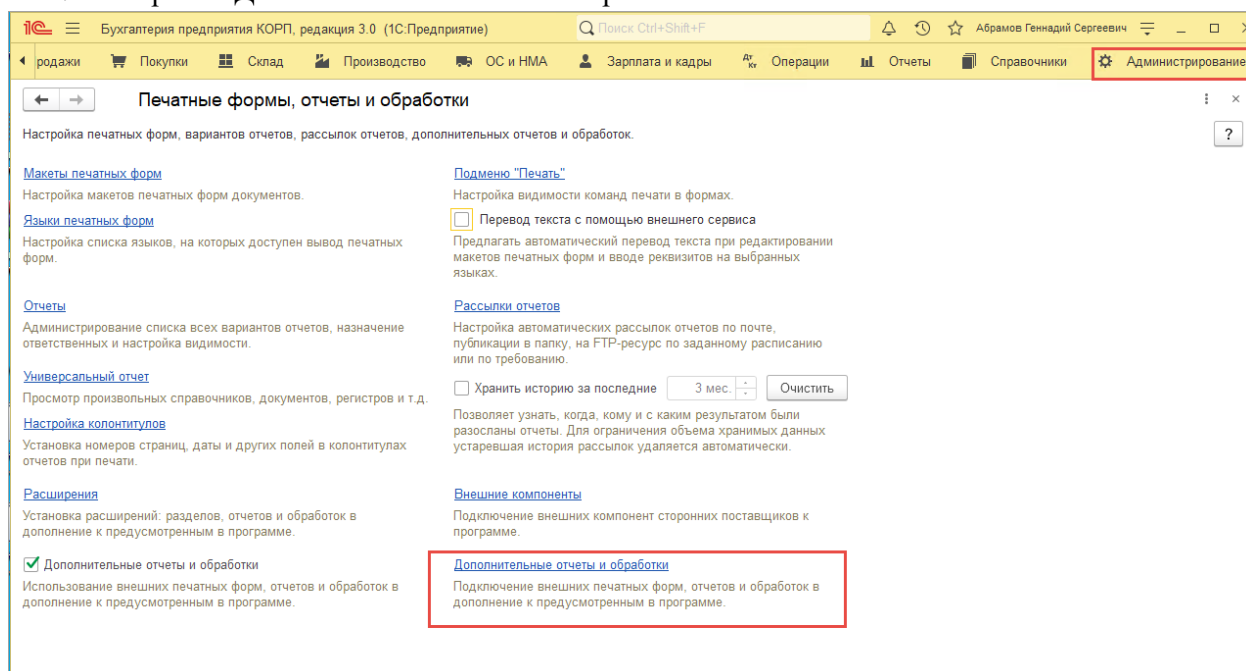 1С Бухгалтерия предприятия КОРП, редакция 3.0 (1С:Предприятие) Поиск Ctrl+Shift+F Абрамов Геннадий Сергеевич
родажи Покупки Склад Производство ОС и НМА Зарплата и кадры Дт Кт Операции Отчеты Справочники Администрирование
Печатные формы, отчеты и обработки
Настройка печатных форм, вариантов отчетов, рассылок отчетов, дополнительных отчетов и обработок. ?
Макеты печатных форм
Настройка макетов печатных форм документов.
Языки печатных форм
Настройка списка языков, на которых доступен вывод печатных
форм.
Подменю "Печать"
Настройка видимости команд печати в формах.
Перевод текста с помощью внешнего сервиса
Предлагать автоматический перевод текста при редактировании
макетов печатных форм и вводе реквизитов на выбранных
языках.
Отчеты
Администрирование списка всех вариантов отчетов, назначение
ответственных и настройка видимости.
Универсальный отчет
Просмотр произвольных справочников, документов, регистров и т.д.
Настройка колонтитулов
Установка номеров страниц, даты и других полей в колонтитулах
отчетов при печати.
Рассылки отчетов
Настройка автоматических рассылок отчетов по почте,
публикации в папку, на FTP-ресурс по заданному расписанию
или по требованию.
Хранить историю за последние 3 мес. Очистить
Позволяет узнать, когда, кому и с каким результатом были
разосланы отчеты. Для ограничения объема хранимых данных
устаревшая история рассылок удаляется автоматически.
Расширения
Установка расширений: разделов, отчетов и обработок в
дополнение к предусмотренным в программе.
Внешние компоненты
Подключение внешних компонент сторонних поставщиков к
программе.
Дополнительные отчеты и обработки
Использование внешних печатных форм, отчетов и обработок в
дополнение к предусмотренным в программе.
Дополнительные отчеты и обработки
Подключение внешних печатных форм, отчетов и обработок в
дополнение к предусмотренным в программе.